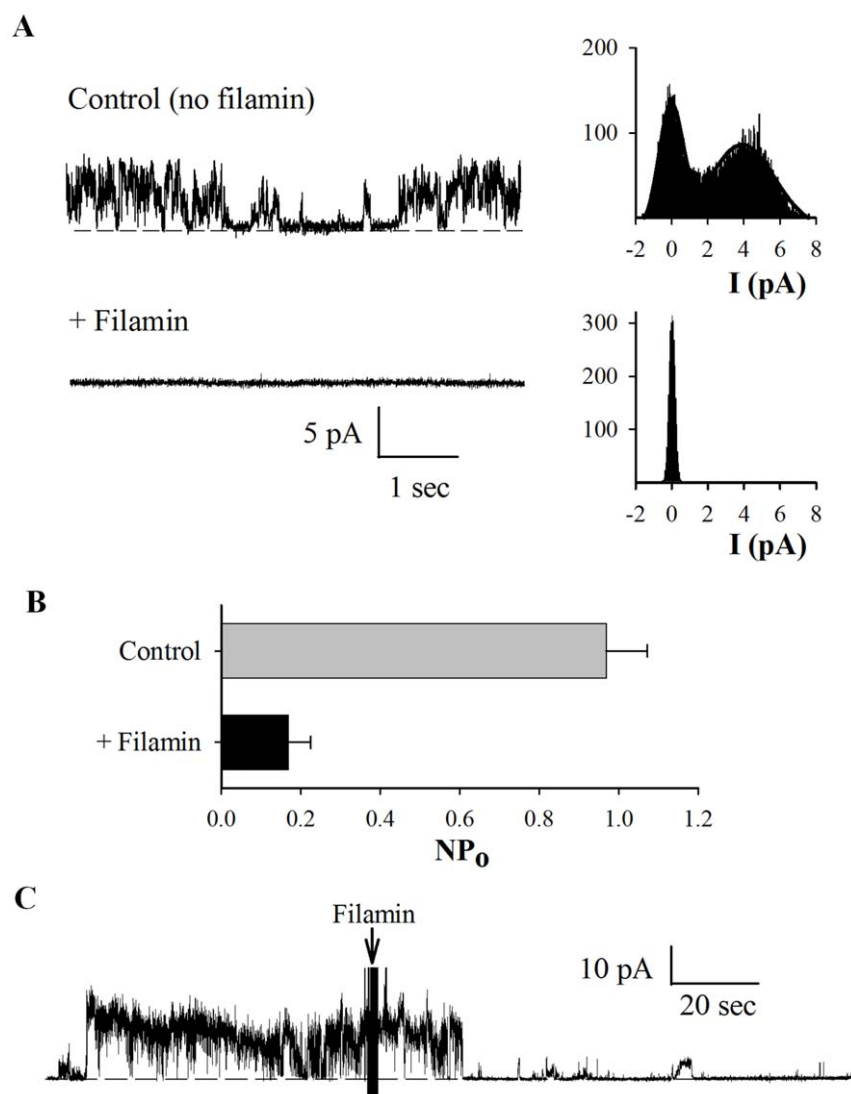 A
Control (no filamin)
200
100
-2 0 2 4 6 8
I (pA)
+ Filamin
5 pA
1 sec
300
200
100
-2 0 2 4 6 8
I (pA)
B
Control
+ Filamin
0.0 0.2 0.4 0.6 0.8 1.0 1.2
NPo
C
Filamin
10 pA
20 sec